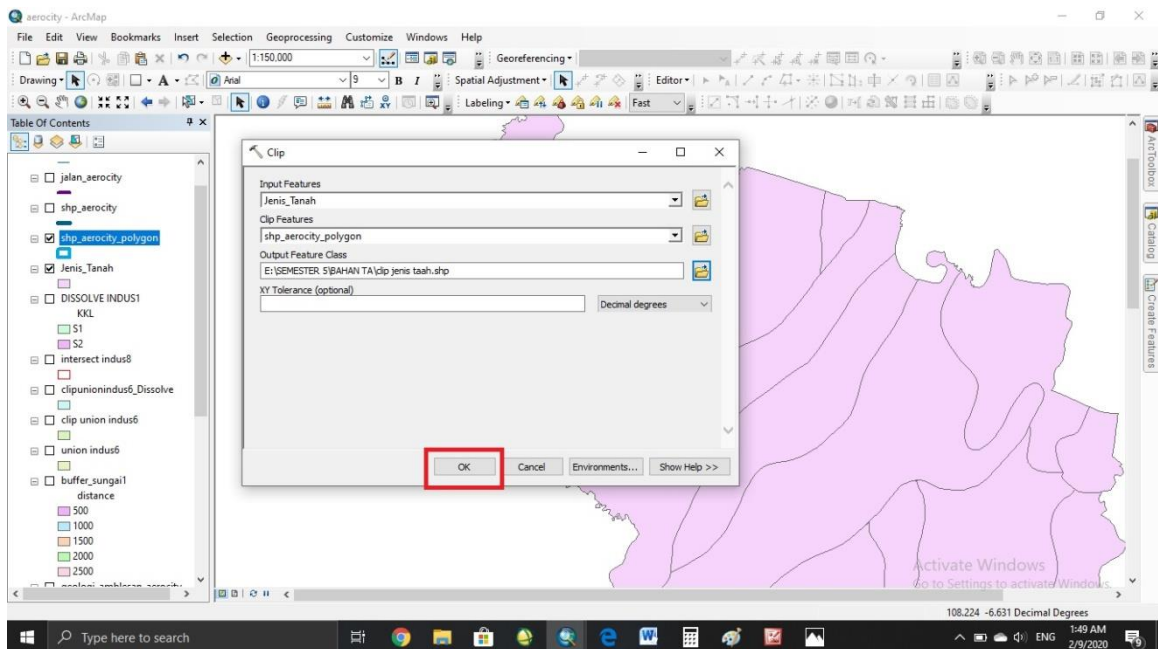 aerocity - ArcMap
File Edit View Bookmarks Insert Selection Geoprocessing Customize Windows Help
1:150,000 Georeferencing
Drawing A Arial 9 B I Spatial Adjustment Editor
Labeling Fast
Table Of Contents
jalan_aerocity
shp_aerocity
shp_aerocity_polygon
Jenis_Tanah
DISSOLVE INDUS1
KKL
S1
S2
intersect indus8
clipunionindus6_Dissolve
clip union indus6
union indus6
buffer_sungai1
distance
500
1000
1500
2000
2500
Clip
Input Features
Jenis_Tanah
Clip Features
shp_aerocity_polygon
Output Feature Class
E:\SEMESTER 5\BAHAN TA\clip jenis taah.shp
XY Tolerance (optional)
Decimal degrees
OK Cancel Environments... Show Help >>
ArcToolbox
Catalog
Create Features
Activate Windows
Go to Settings to activate Windows.
108.224 -6.631 Decimal Degrees
Type here to search
ENG
1:49 AM
2/9/2020